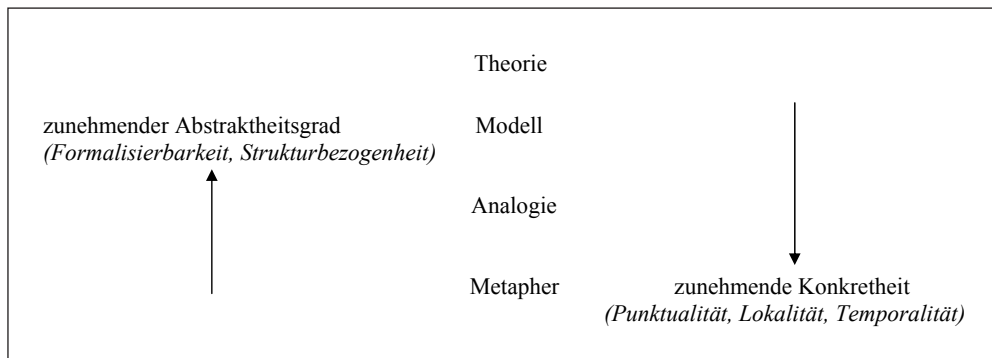 Theorie
zunehmender Abstraktheitsgrad
Modell
(Formalisierbarkeit, Strukturbezogenheit)
Analogie
Metapher
zunehmende Konkretheit
(Punktualität, Lokalität, Temporalität)